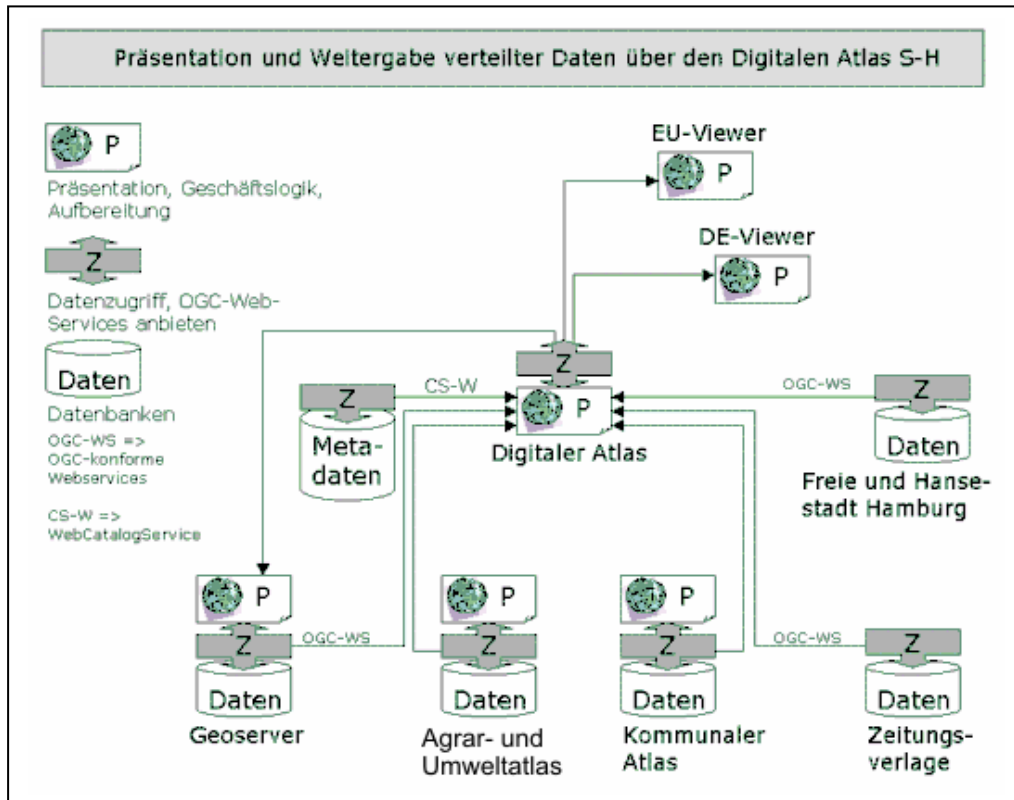 Präsentation und Weitergabe verteilter Daten über den Digitalen Atlas S-H
P
Präsentation, Geschäftslogik,
Aufbereitung
Z
Datenzugriff, OGC-Web-
Services anbieten
Daten
Datenbanken
OGC-WS =>
OGC-konforme
Webservices
CS-W =>
WebCatalogService
EU-Viewer
P
DE-Viewer
P
Z
P
Digitaler Atlas
CS-W
Z
Meta-
daten
OGC-WS
Z
Daten
Freie und Hanse-
stadt Hamburg
P
Z
Daten
Geoserver
OGC-WS
P
Z
Daten
Agrar- und
Umweltatlas
P
Z
Daten
Kommunaler
Atlas
OGC-WS
Z
Daten
Zeitungs-
verlage